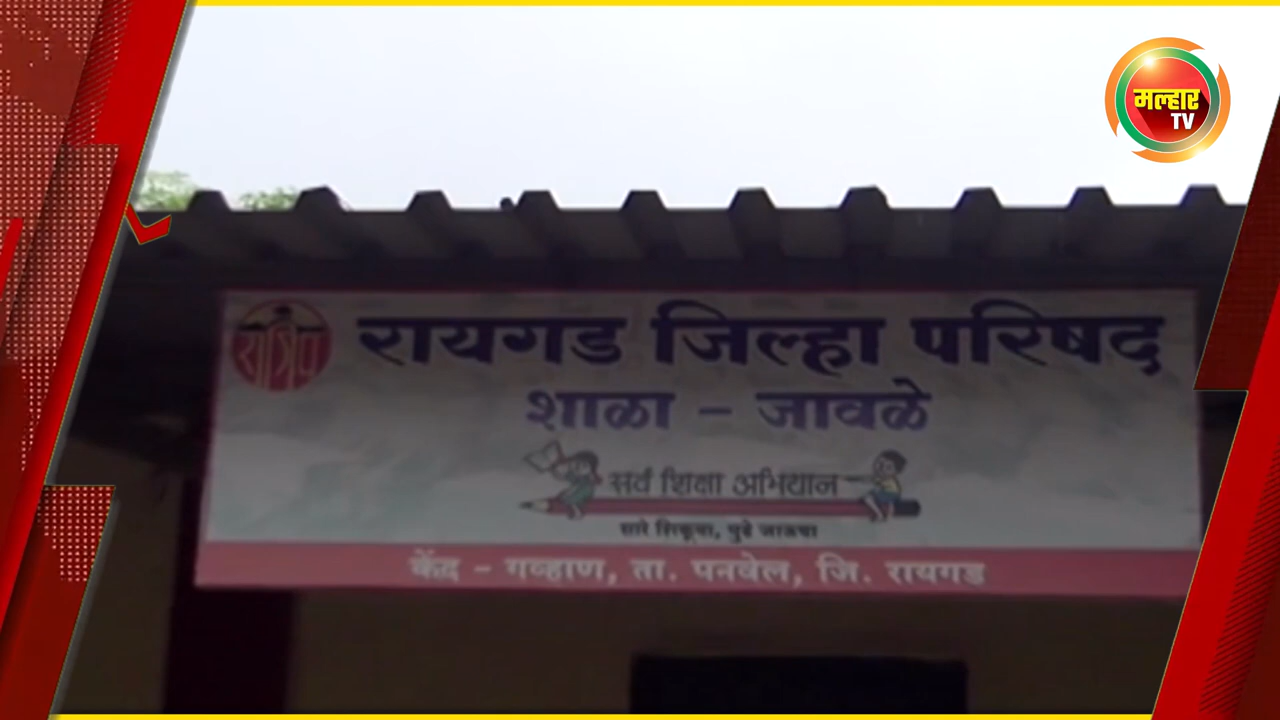 मल्हार
TV
राजिप
रायगड जिल्हा परिषद
शाळा - जावळे
सर्व शिक्षा अभियान
सारे शिकूया, पुढे जाऊया
केंद्र - गव्हाण, ता. पनवेल, जि. रायगड